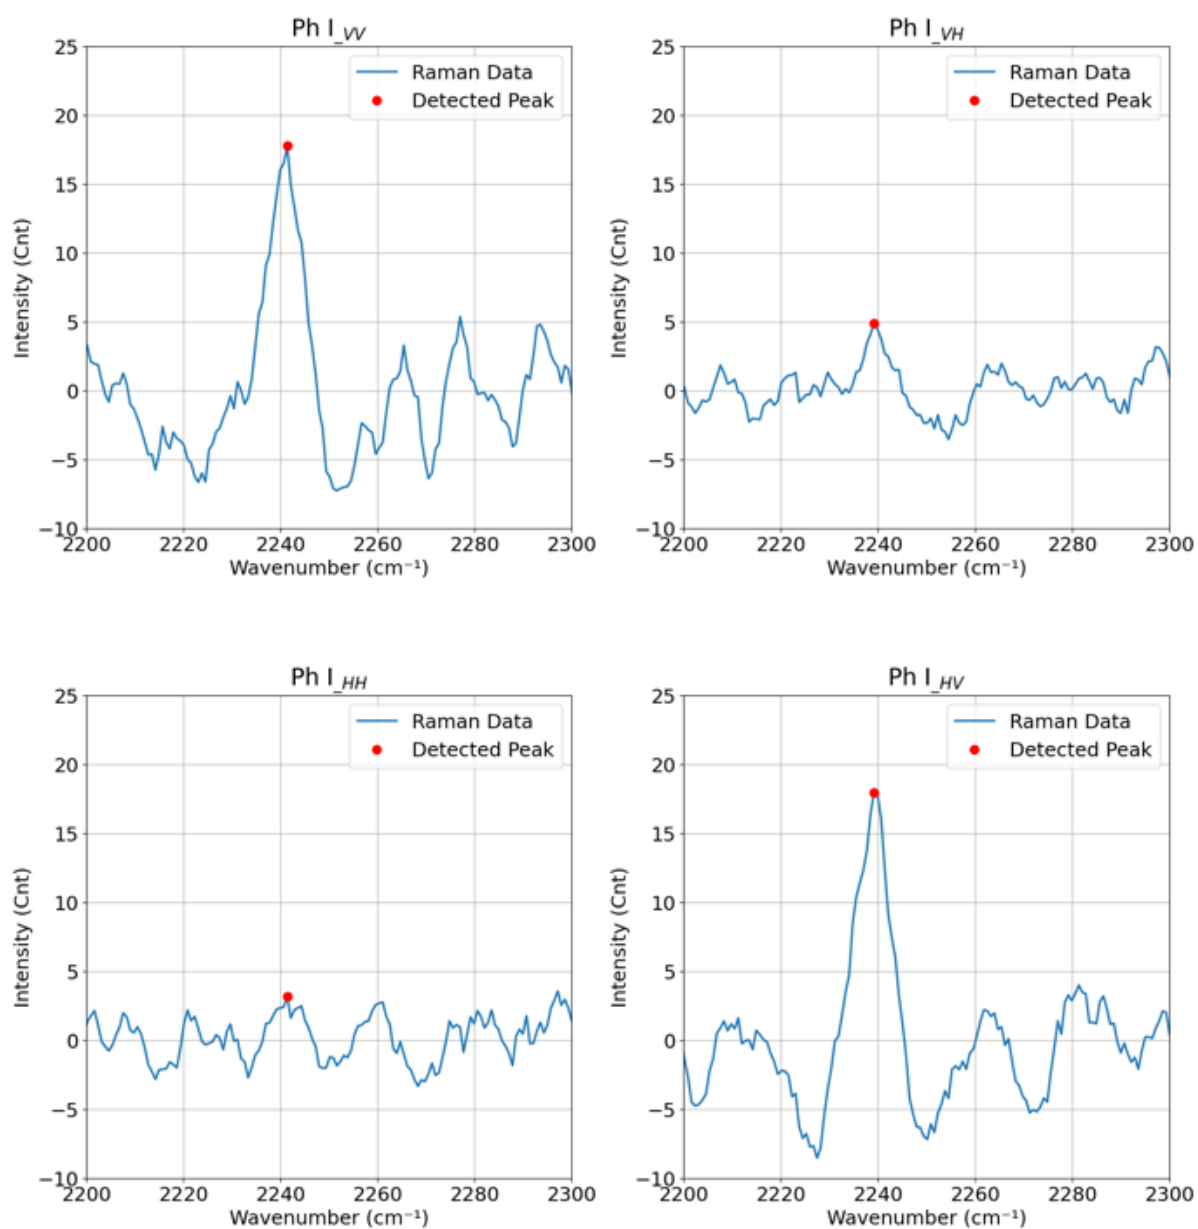 Ph I_VV
25
20
15
10
5
0
−5
−10
Intensity (Cnt)
Raman Data
Detected Peak
2200 2220 2240 2260 2280 2300
Wavenumber (cm⁻¹)
Ph I_VH
25
20
15
10
5
0
−5
−10
Intensity (Cnt)
Raman Data
Detected Peak
2200 2220 2240 2260 2280 2300
Wavenumber (cm⁻¹)
Ph I_HH
25
20
15
10
5
0
−5
−10
Intensity (Cnt)
Raman Data
Detected Peak
2200 2220 2240 2260 2280 2300
Wavenumber (cm⁻¹)
Ph I_HV
25
20
15
10
5
0
−5
−10
Intensity (Cnt)
Raman Data
Detected Peak
2200 2220 2240 2260 2280 2300
Wavenumber (cm⁻¹)